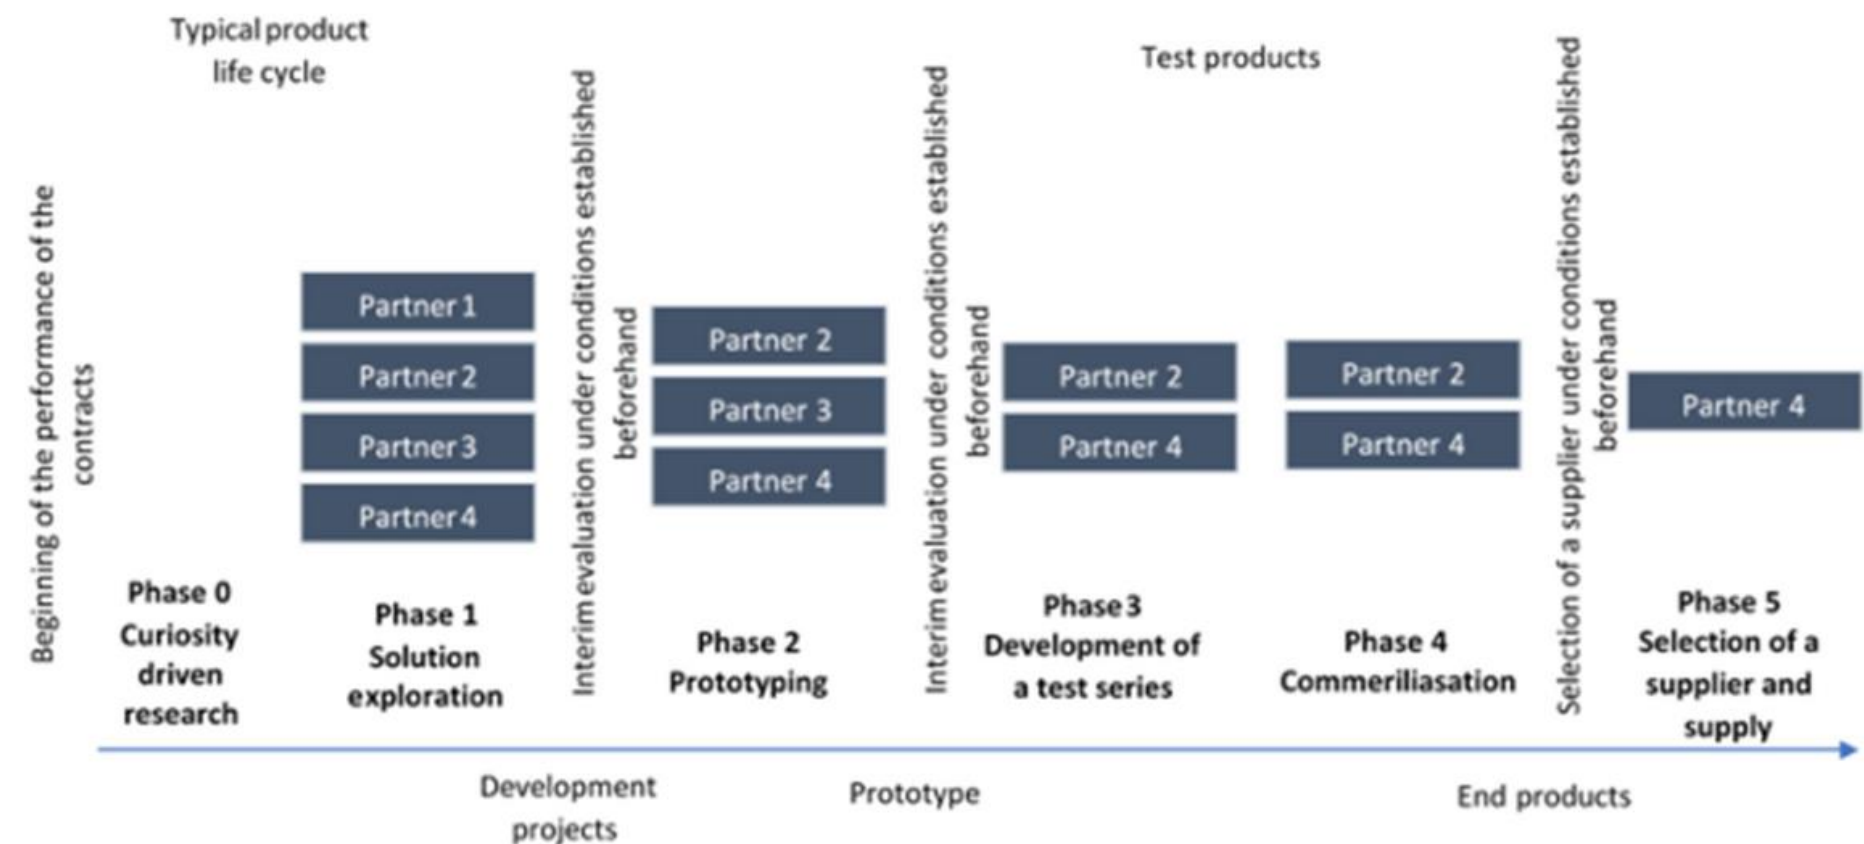 Typical product
life cycle
Test products
Beginning of the performance of the
contracts
Partner 1
Partner 2
Partner 3
Partner 4
Interim evaluation under conditions established
beforehand
Partner 2
Partner 3
Partner 4
Interim evaluation under conditions established
beforehand
Partner 2
Partner 4
Partner 2
Partner 4
Selection of a supplier under conditions established
beforehand
Partner 4
Phase 0
Curiosity
driven
research
Phase 1
Solution
exploration
Phase 2
Prototyping
Phase 3
Development of
a test series
Phase 4
Commeriliasation
Phase 5
Selection of a
supplier and
supply
Development
projects
Prototype
End products